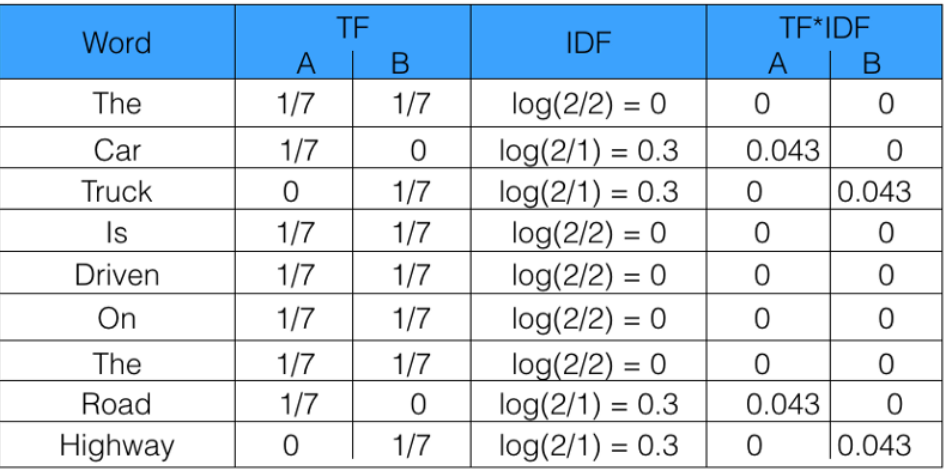 Word TF IDF TF*IDF
A B A B
The 1/7 1/7 log(2/2) = 0 0 0
Car 1/7 0 log(2/1) = 0.3 0.043 0
Truck 0 1/7 log(2/1) = 0.3 0 0.043
Is 1/7 1/7 log(2/2) = 0 0 0
Driven 1/7 1/7 log(2/2) = 0 0 0
On 1/7 1/7 log(2/2) = 0 0 0
The 1/7 1/7 log(2/2) = 0 0 0
Road 1/7 0 log(2/1) = 0.3 0.043 0
Highway 0 1/7 log(2/1) = 0.3 0 0.043